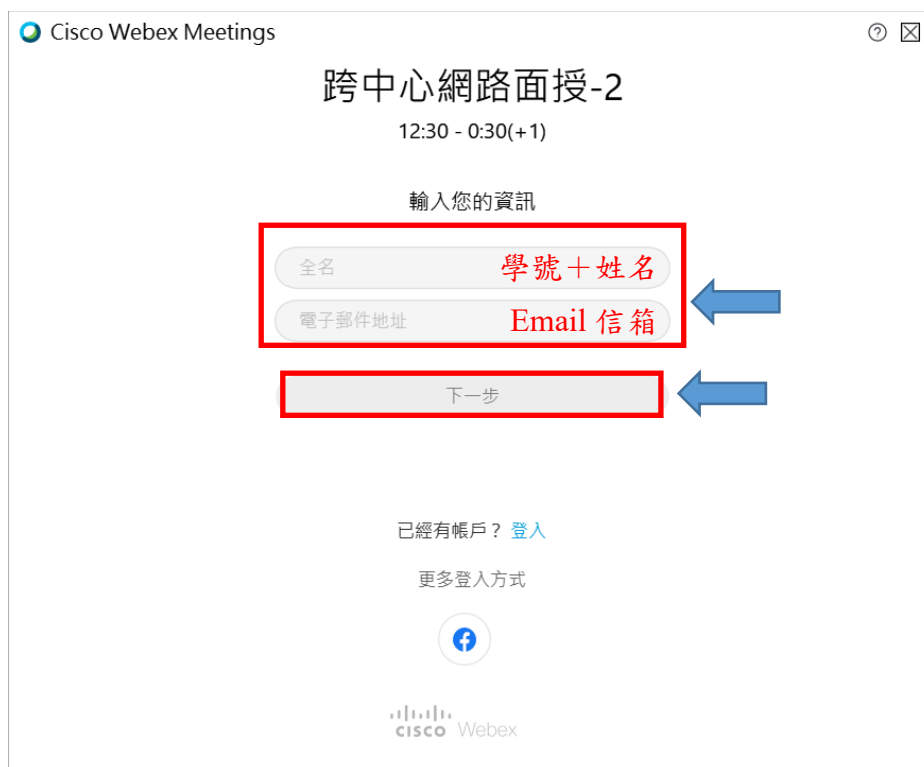 Cisco Webex Meetings
跨中心網路面授-2
12:30 - 0:30(+1)
輸入您的資訊
全名 學號＋姓名
電子郵件地址 Email 信箱
下一步
已經有帳戶？ 登入
更多登入方式
cisco Webex